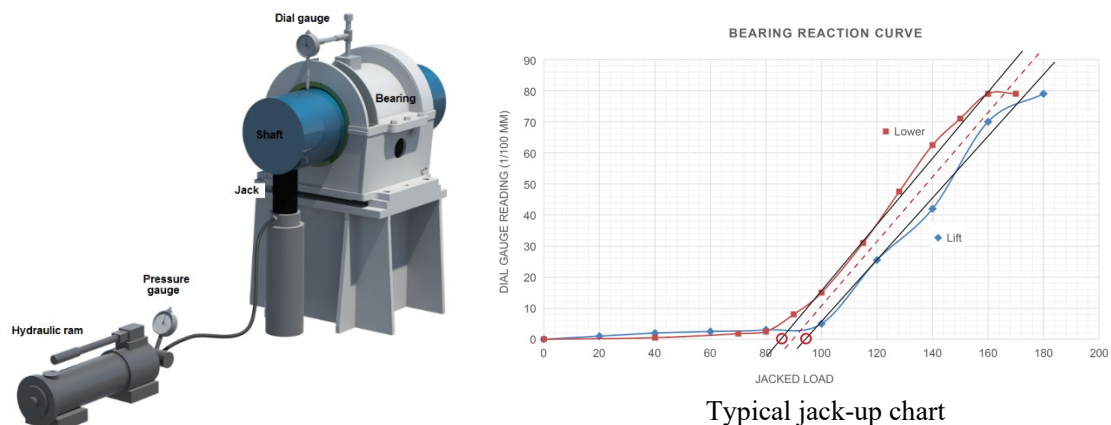 Dial gauge
Bearing
Shaft
Jack
Pressure
gauge
Hydraulic ram
BEARING REACTION CURVE
DIAL GAUGE READING (1/100 MM)
90
80
70
60
50
40
30
20
10
0
Lower
Lift
0 20 40 60 80 100 120 140 160 180 200
JACKED LOAD
Typical jack-up chart